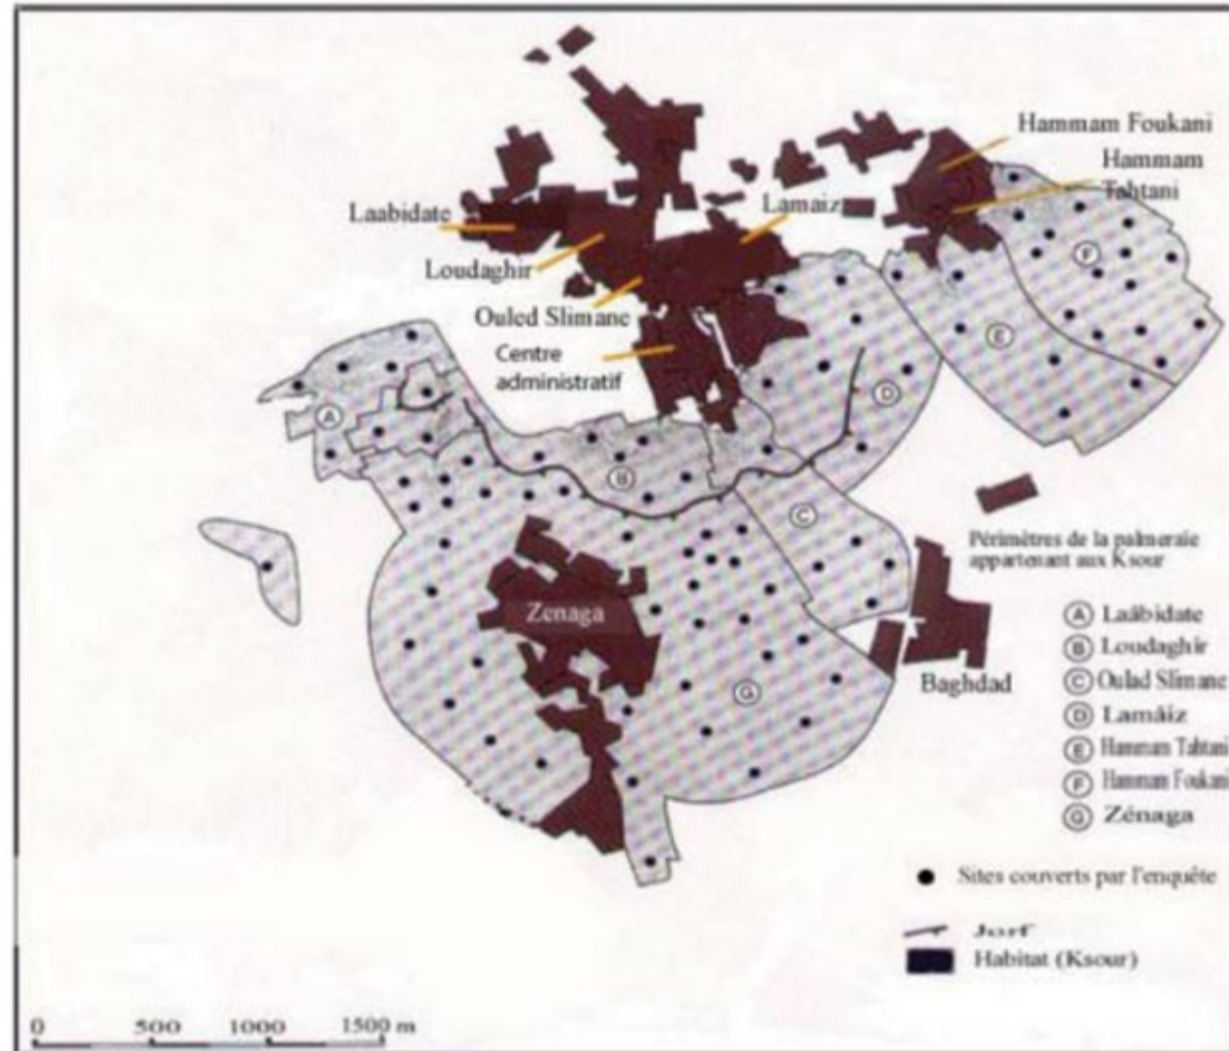 Hammam Foukani
Hammam
Tahtani
Laabidate
Lamaiz
Loudaghir
Ouled Slimane
Centre
administratif
A
B
C
D
E
F
G
Zenaga
Baghdad
Périmètres de la palmeraie
appartenant aux Ksour
A Laâbidate
B Loudaghir
C Oulad Slimane
D Lamâiz
E Hammam Tahtani
F Hammam Foukani
G Zénaga
Sites couverts par l'enquête
Jorf
Habitat (Ksour)
0 500 1000 1500 m